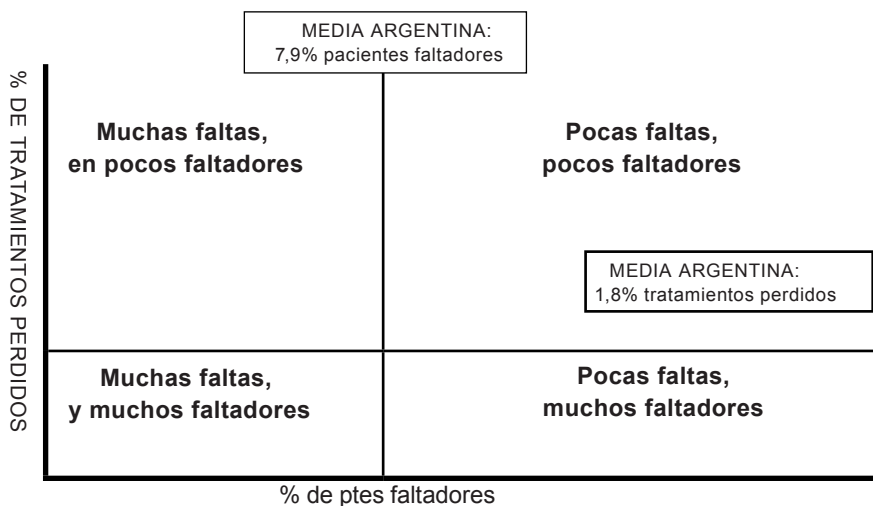 MEDIA ARGENTINA:
7,9% pacientes faltadores
% DE TRATAMIENTOS PERDIDOS
Muchas faltas,
en pocos faltadores
Pocas faltas,
pocos faltadores
MEDIA ARGENTINA:
1,8% tratamientos perdidos
Muchas faltas,
y muchos faltadores
Pocas faltas,
muchos faltadores
% de ptes faltadores